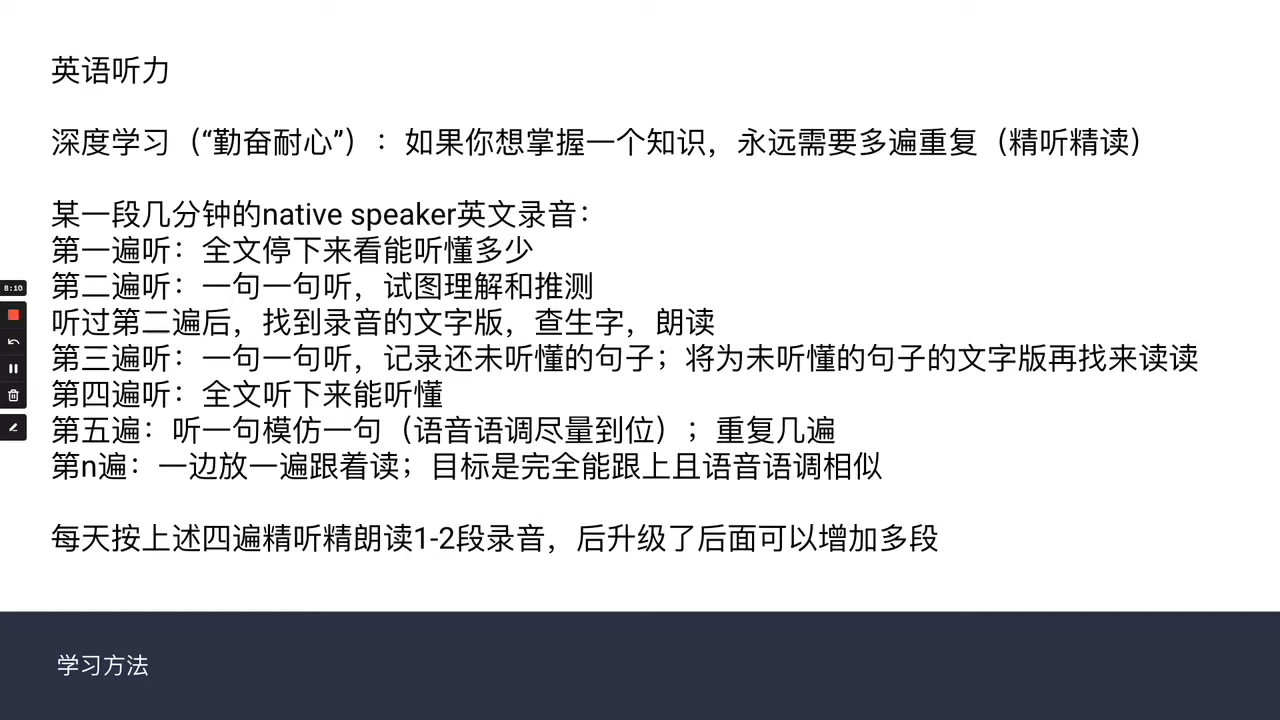 英语听力
深度学习（“勤奋耐心”）：如果你想掌握一个知识，永远需要多遍重复（精听精读）
某一段几分钟的native speaker英文录音：
第一遍听：全文停下来看能听懂多少
第二遍听：一句一句听，试图理解和推测
听过第二遍后，找到录音的文字版，查生字，朗读
第三遍听：一句一句听，记录还未听懂的句子；将为未听懂的句子的文字版再找来读读
第四遍听：全文听下来能听懂
第五遍：听一句模仿一句（语音语调尽量到位）；重复几遍
第n遍：一边放一遍跟着读；目标是完全能跟上且语音语调相似
每天按上述四遍精听精朗读1-2段录音，后升级了后面可以增加多段
8:10
学习方法